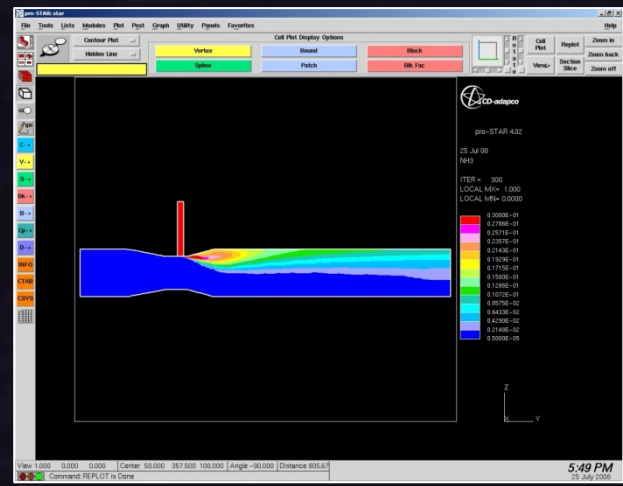 pro-STAR: star
File Tools Lists Modules Plot Post Graph Utility Panels Favorites Help
Contour Plot
Hidden Line
Cell Plot Display Options
Vertex Bound Block
Spline Patch Blk Fac
Cell Plot
Replot
Zoom in
View->
Section Slice
Zoom back
Zoom off
C->
V->
S->
Bk->
B->
Cp->
D->
INFO
CTAB
CSYS
CD-adapco
pro-STAR 4.02
25 Jul 08
NH3
ITER = 300
LOCAL MX= 1.000
LOCAL MN= 0.0000
0.3000E-01
0.2786E-01
0.2571E-01
0.2357E-01
0.2143E-01
0.1929E-01
0.1715E-01
0.1500E-01
0.1286E-01
0.1072E-01
0.8575E-02
0.6433E-02
0.4290E-02
0.2148E-02
0.5000E-05
Z
X Y
View 1.000 0.000 0.000 Center 50.000 357.500 100.000 Angle -90.000 Distance 805.67
Command: REPLOT is Done
5:49 PM
25 July 2008